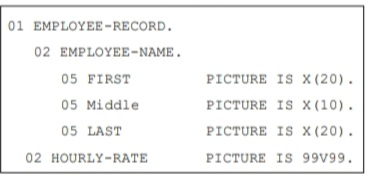 01 EMPLOYEE-RECORD.
02 EMPLOYEE-NAME.
05 FIRST PICTURE IS X(20).
05 Middle PICTURE IS X(10).
05 LAST PICTURE IS X(20).
02 HOURLY-RATE PICTURE IS 99V99.